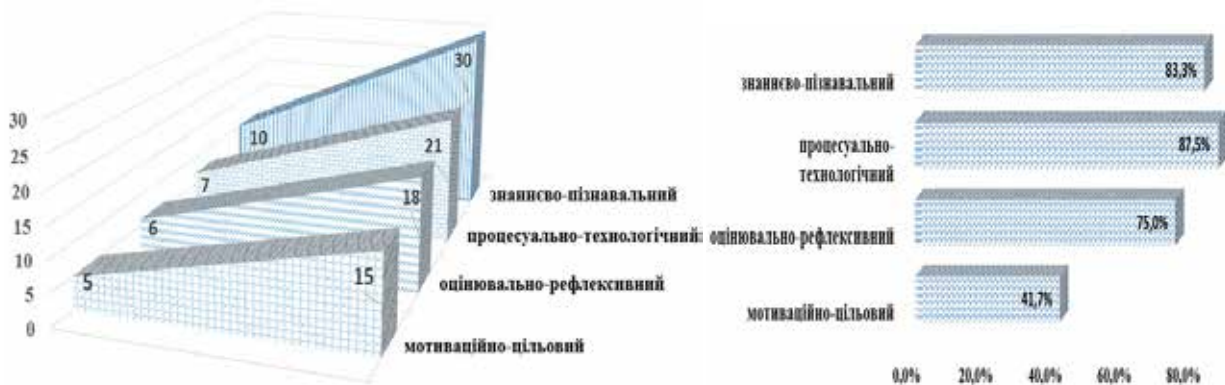 30
25
20
15
10
5
0
10
30
7
21
6
18
5
15
знаннєво-пізнавальний
процесуально-технологічний
оцінювально-рефлексивний
мотиваційно-цільовий
знаннєво-пізнавальний
процесуально-
технологічний
оцінювально-рефлексивний
мотиваційно-цільовий
83,3%
87,5%
75,0%
41,7%
0,0% 20,0% 40,0% 60,0% 80,0%